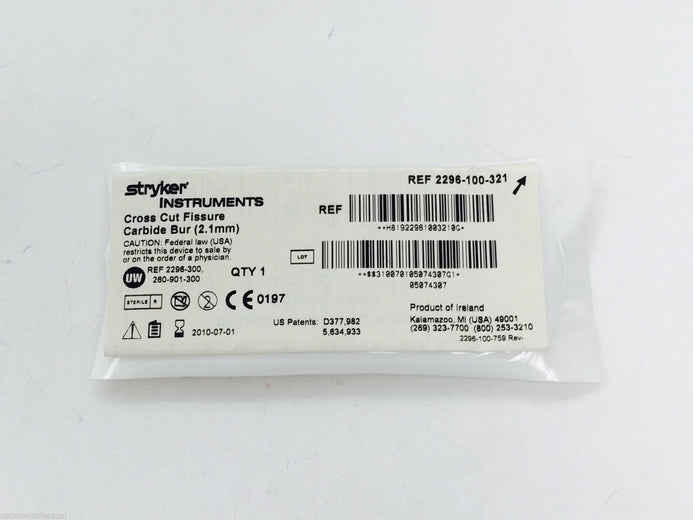 REF 2296-100-321
stryker®
INSTRUMENTS
REF
Cross Cut Fissure
Carbide Bur (2.1mm)
CAUTION: Federal law (USA)
restricts this device to sale by
or on the order of a physician.
UW REF 2296-300,
260-901-300
QTY 1
STERILE R
2
CE 0197
2010-07-01
US Patents: D377,982
5,634,933
LOT
05074307
Product of Ireland
Kalamazoo, MI (USA) 49001
(269) 323-7700 (800) 253-3210
2296-100-759 Rev-